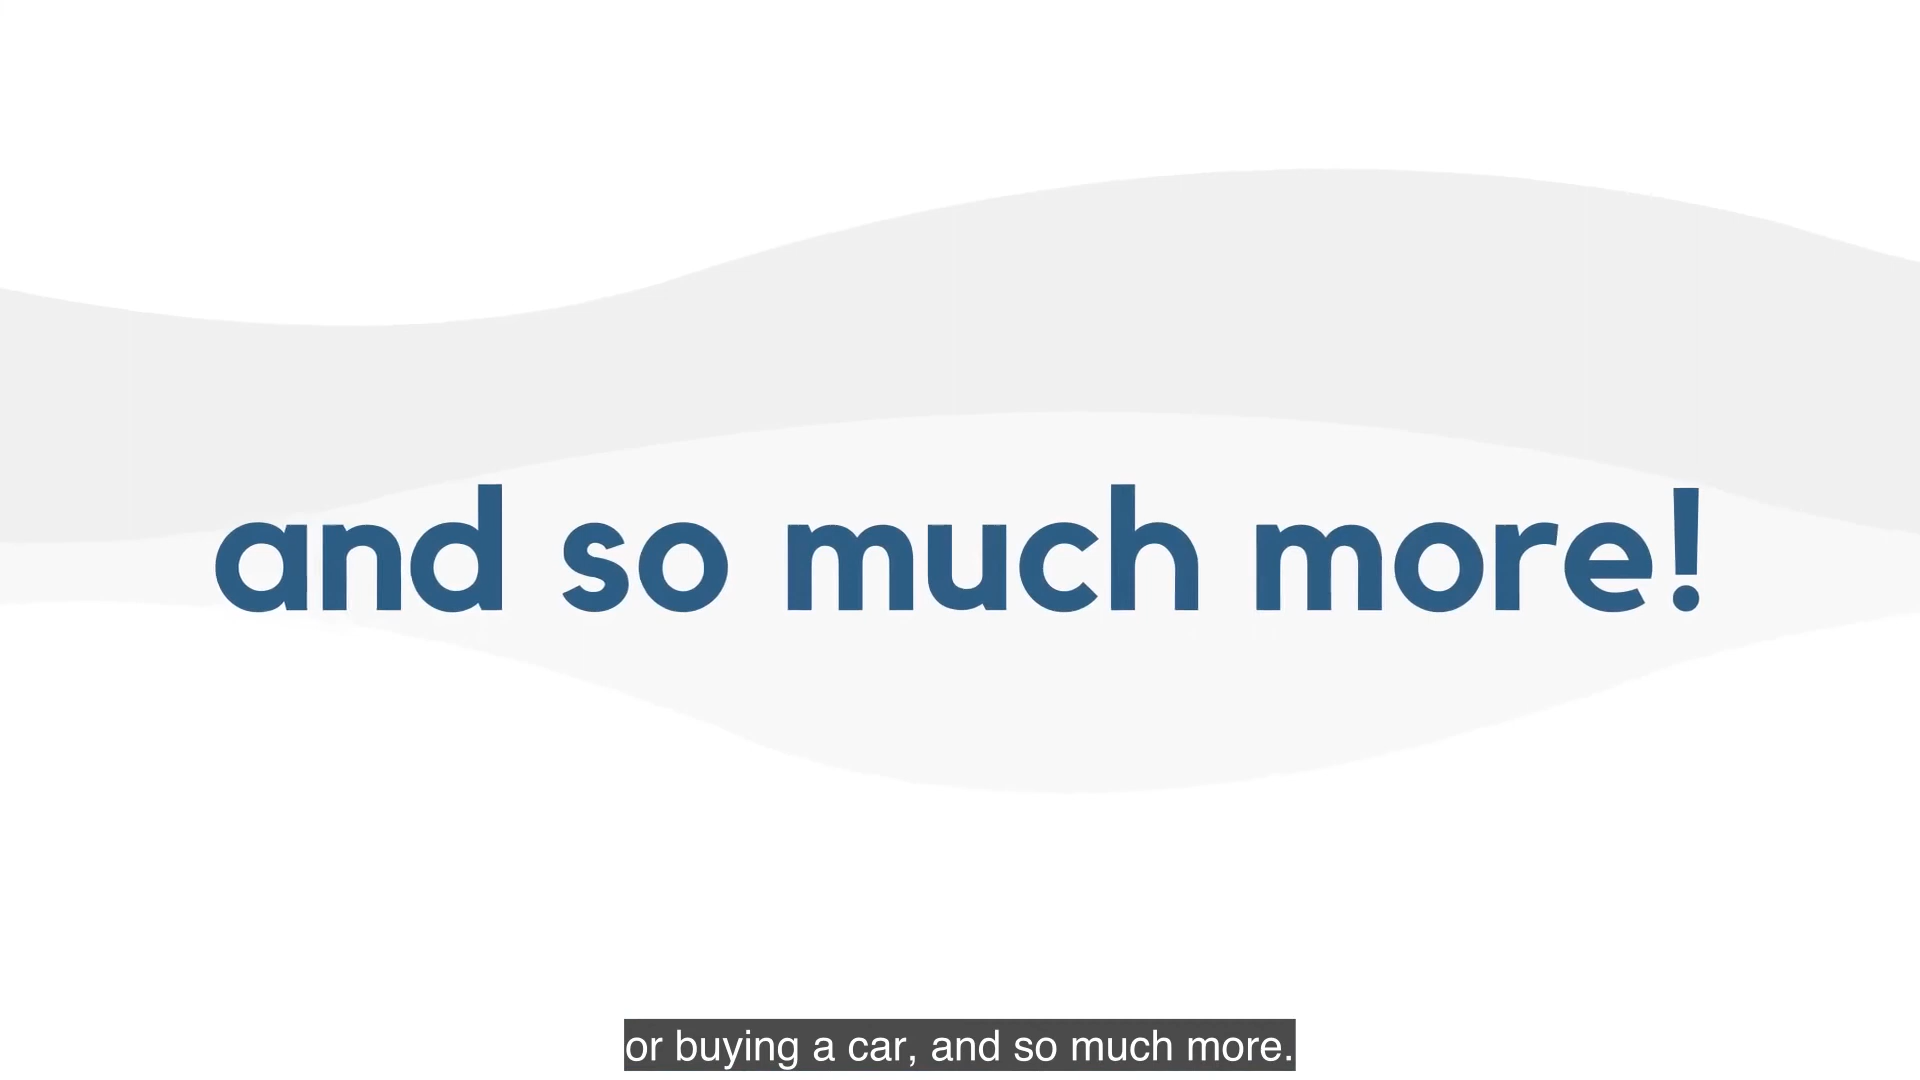 and so much more!
or buying a car, and so much more.